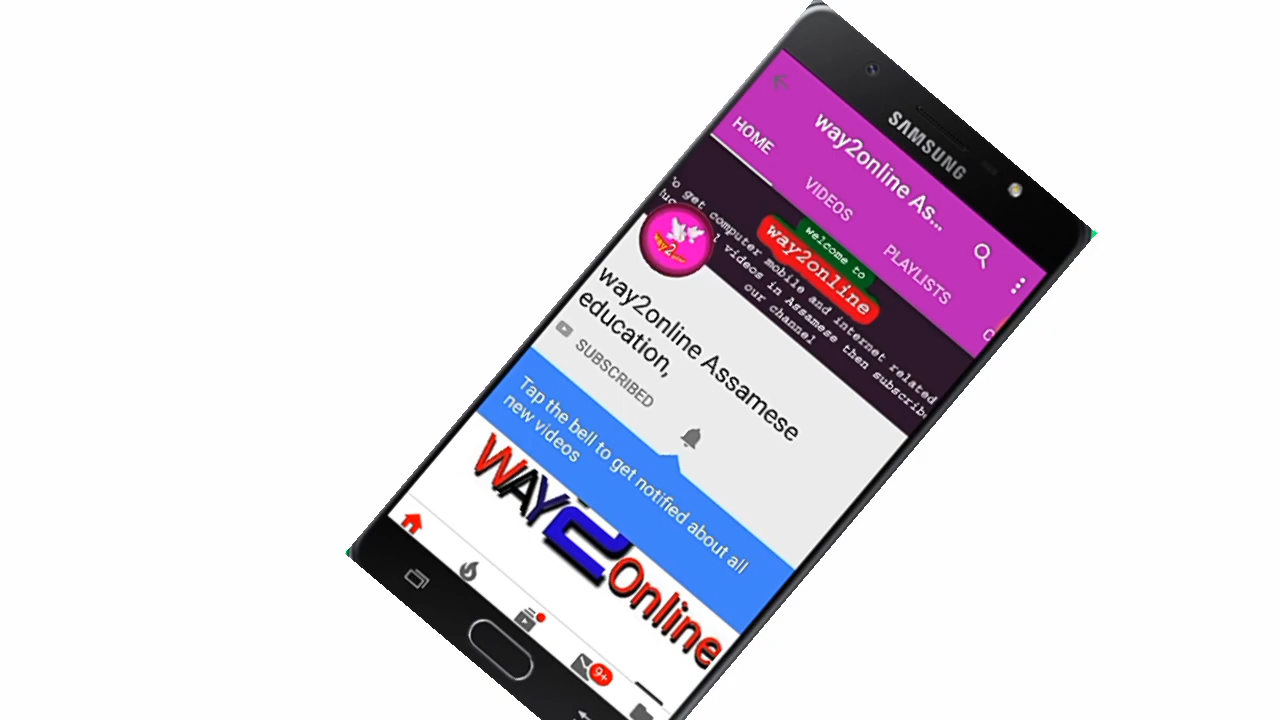 SAMSUNG
way2online As...
HOME
VIDEOS
PLAYLISTS
welcome to
way2online
get computer mobile and internet related
videos in Assamese then subscrib
our channel
way2online Assamese
education,
SUBSCRIBED
Tap the bell to get notified about all
new videos
WAY2Online
9+